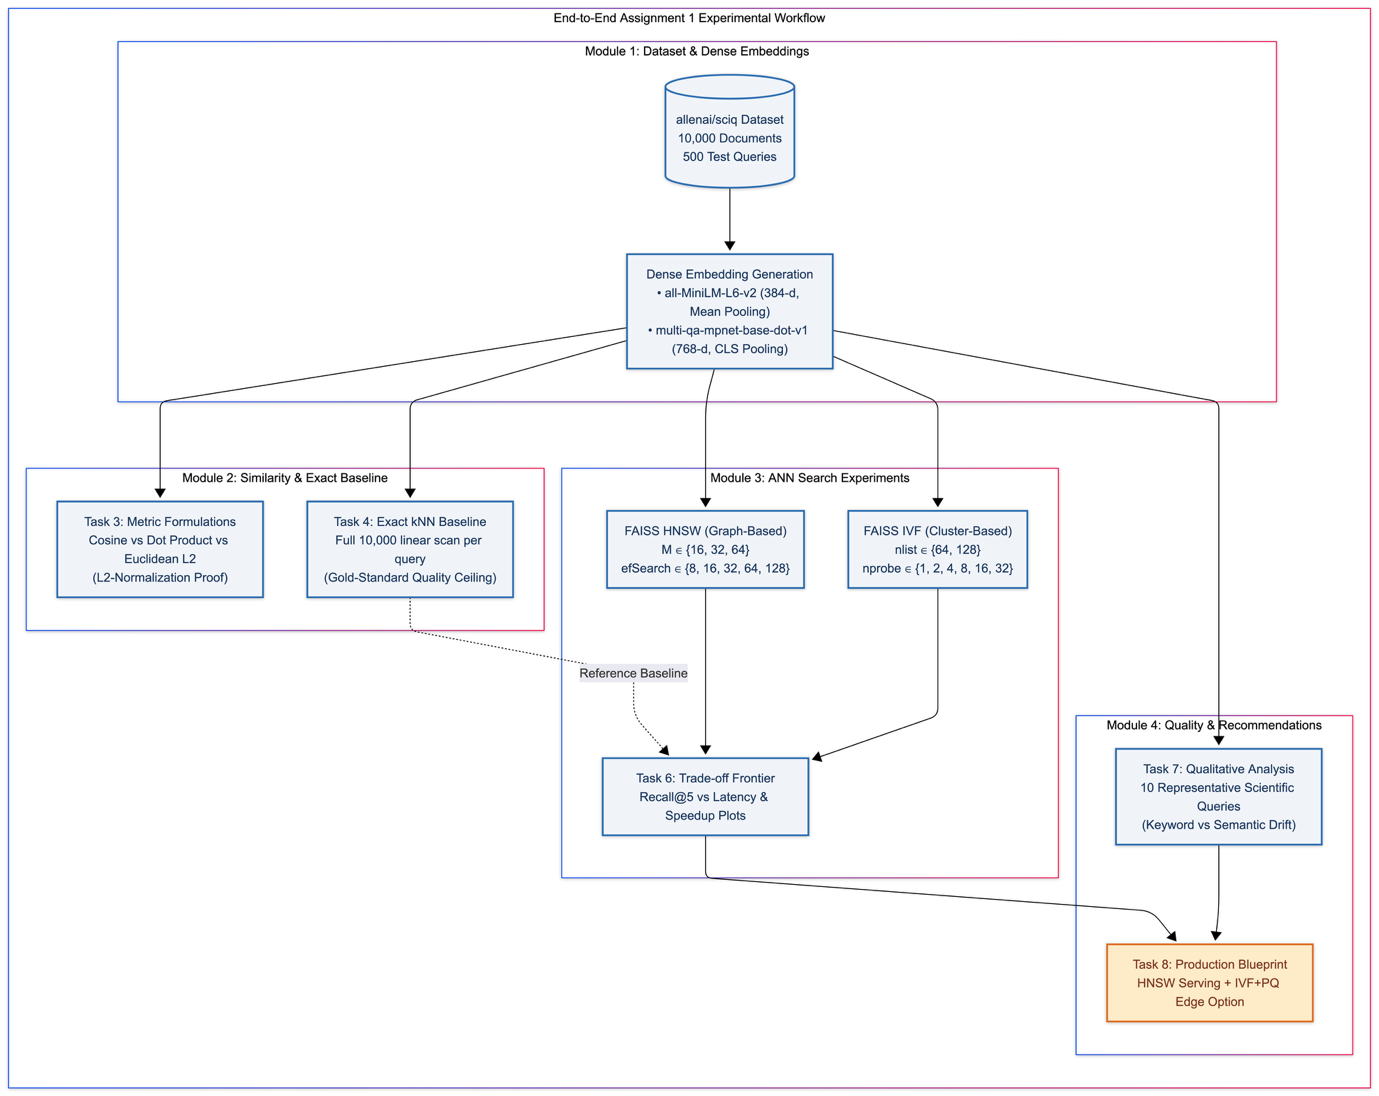 End-to-End Assignment 1 Experimental Workflow
Module 1: Dataset & Dense Embeddings
allenai/sciq Dataset
10,000 Documents
500 Test Queries
Dense Embedding Generation
• all-MiniLM-L6-v2 (384-d,
Mean Pooling)
• multi-qa-mpnet-base-dot-v1
(768-d, CLS Pooling)
Module 2: Similarity & Exact Baseline
Task 3: Metric Formulations
Cosine vs Dot Product vs
Euclidean L2
(L2-Normalization Proof)
Task 4: Exact kNN Baseline
Full 10,000 linear scan per
query
(Gold-Standard Quality Ceiling)
Module 3: ANN Search Experiments
FAISS HNSW (Graph-Based)
M ∈ {16, 32, 64}
efSearch ∈ {8, 16, 32, 64, 128}
FAISS IVF (Cluster-Based)
nlist ∈ {64, 128}
nprobe ∈ {1, 2, 4, 8, 16, 32}
Reference Baseline
Task 6: Trade-off Frontier
Recall@5 vs Latency &
Speedup Plots
Module 4: Quality & Recommendations
Task 7: Qualitative Analysis
10 Representative Scientific
Queries
(Keyword vs Semantic Drift)
Task 8: Production Blueprint
HNSW Serving + IVF+PQ
Edge Option